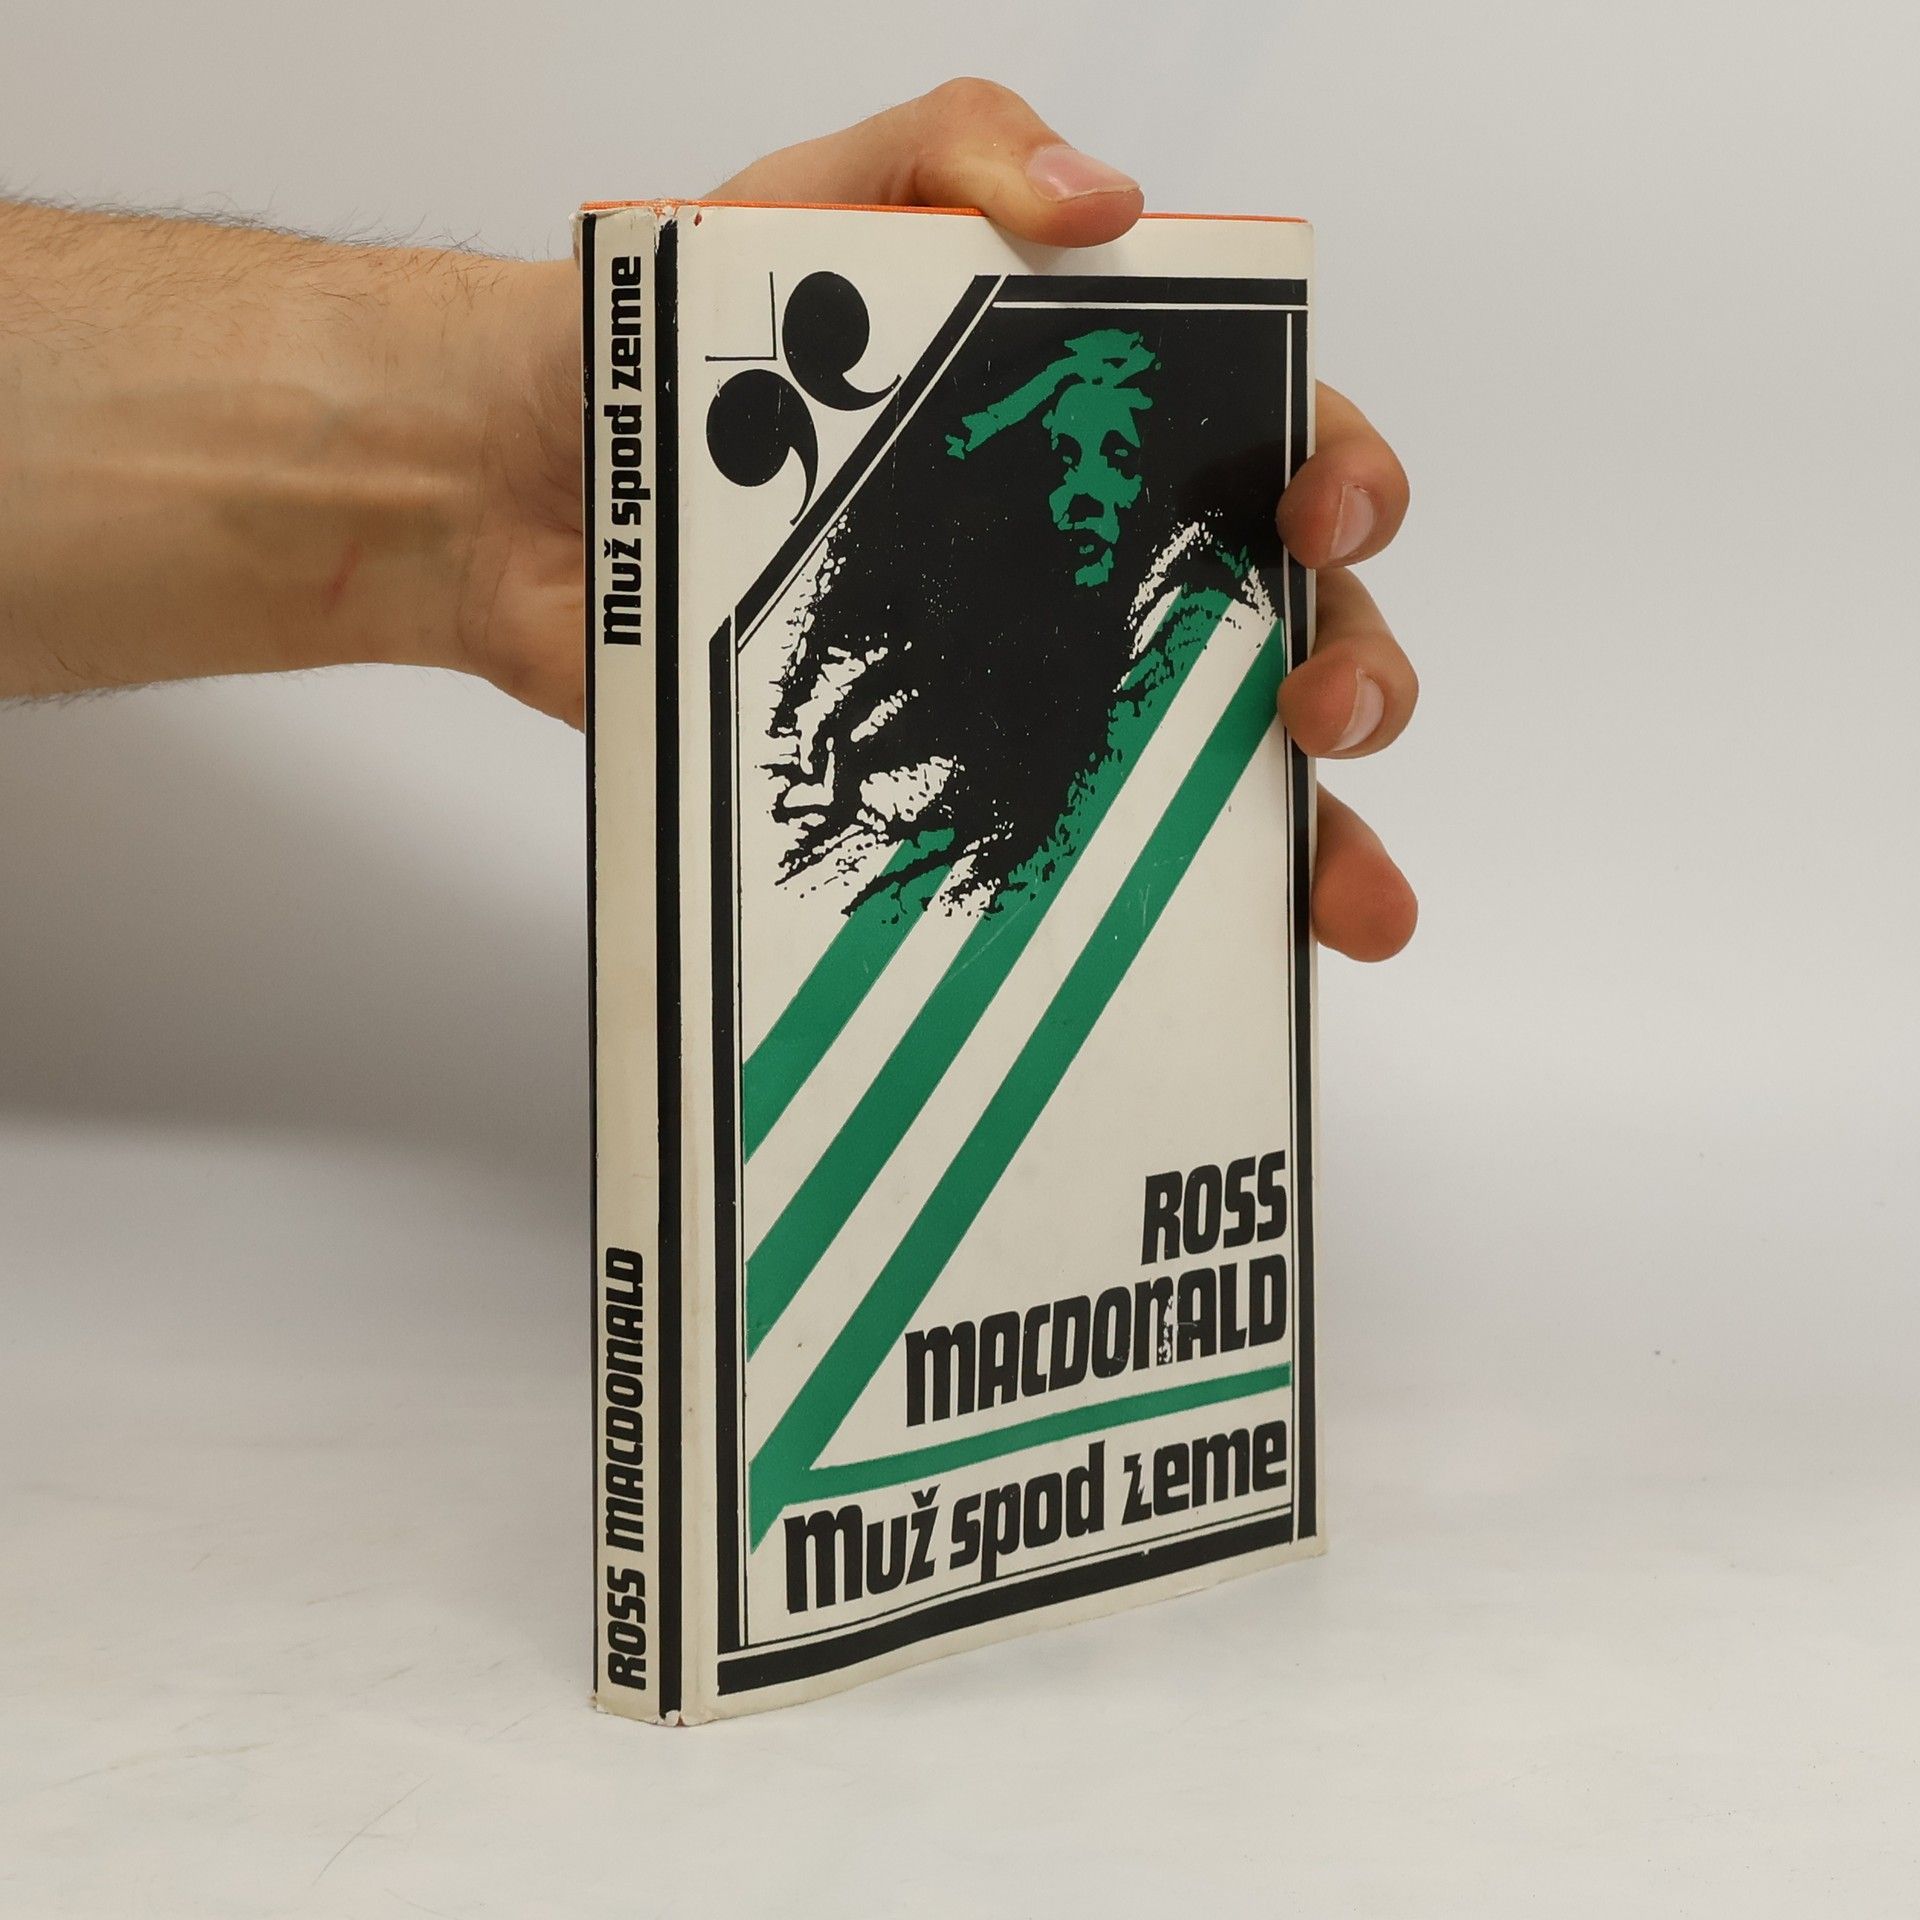 Muž spod zeme
ROSS MACDONALD
ROSS
MACDONALD
Muž spod zeme